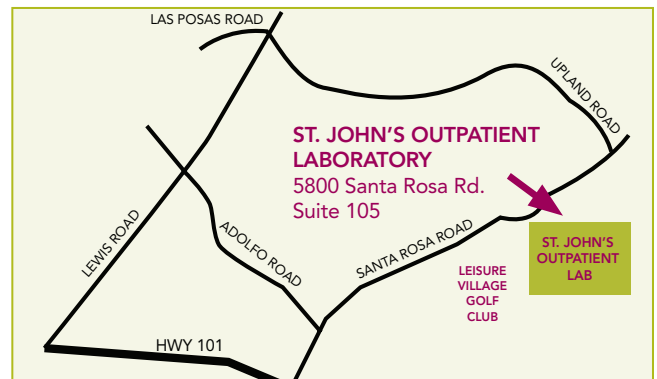 LAS POSAS ROAD
UPLAND ROAD
ST. JOHN'S OUTPATIENT
LABORATORY
5800 Santa Rosa Rd.
Suite 105
LEWIS ROAD
ADOLFO ROAD
SANTA ROSA ROAD
ST. JOHN'S
OUTPATIENT
LAB
LEISURE
VILLAGE
GOLF
CLUB
HWY 101